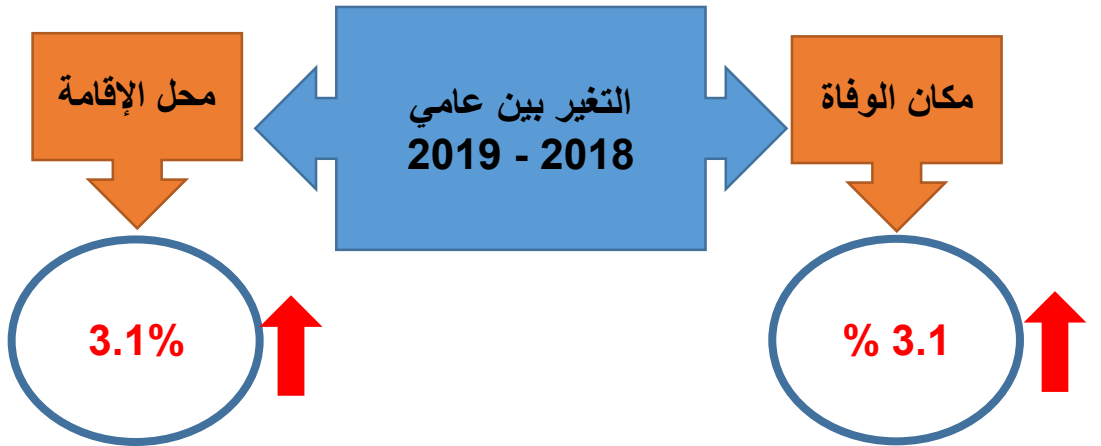 مكان الوفاة
التغير بين عامي
2018 - 2019
محل الإقامة
3.1 %
3.1%